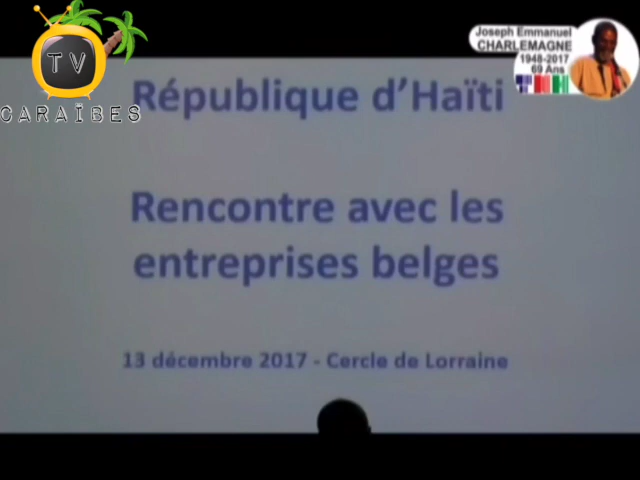 TV
CARAÏBES
Joseph Emmanuel
CHARLEMAGNE
1948-2017
69 Ans
République d'Haïti
Rencontre avec les
entreprises belges
13 décembre 2017 - Cercle de Lorraine